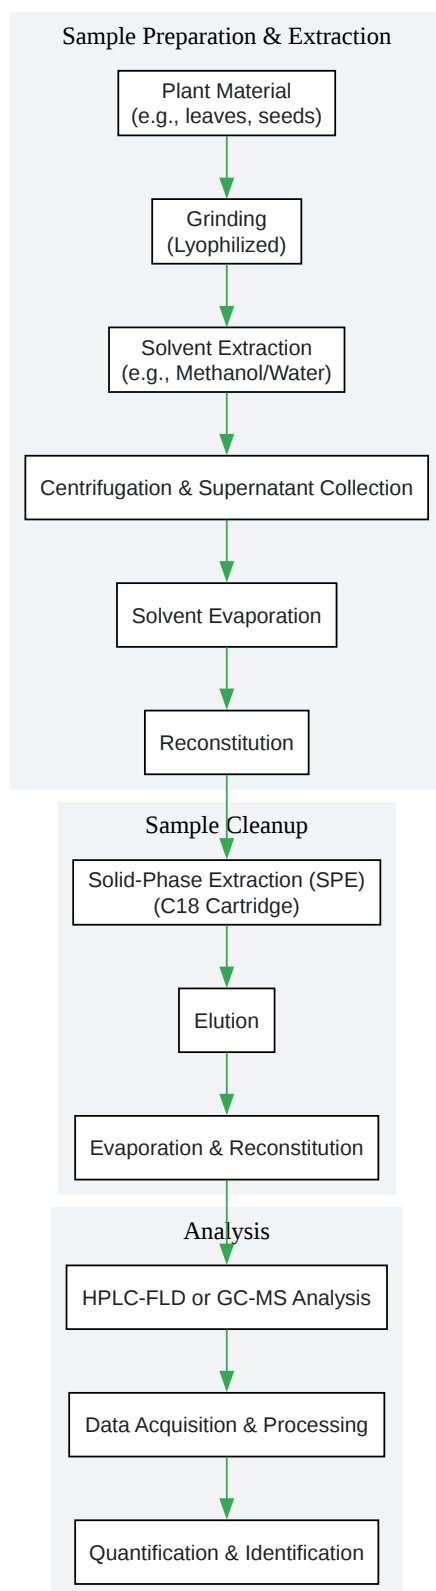 Sample Preparation & Extraction
Plant Material
(e.g., leaves, seeds)
Grinding
(Lyophilized)
Solvent Extraction
(e.g., Methanol/Water)
Centrifugation & Supernatant Collection
Solvent Evaporation
Reconstitution
Sample Cleanup
Solid-Phase Extraction (SPE)
(C18 Cartridge)
Elution
Evaporation & Reconstitution
Analysis
HPLC-FLD or GC-MS Analysis
Data Acquisition & Processing
Quantification & Identification